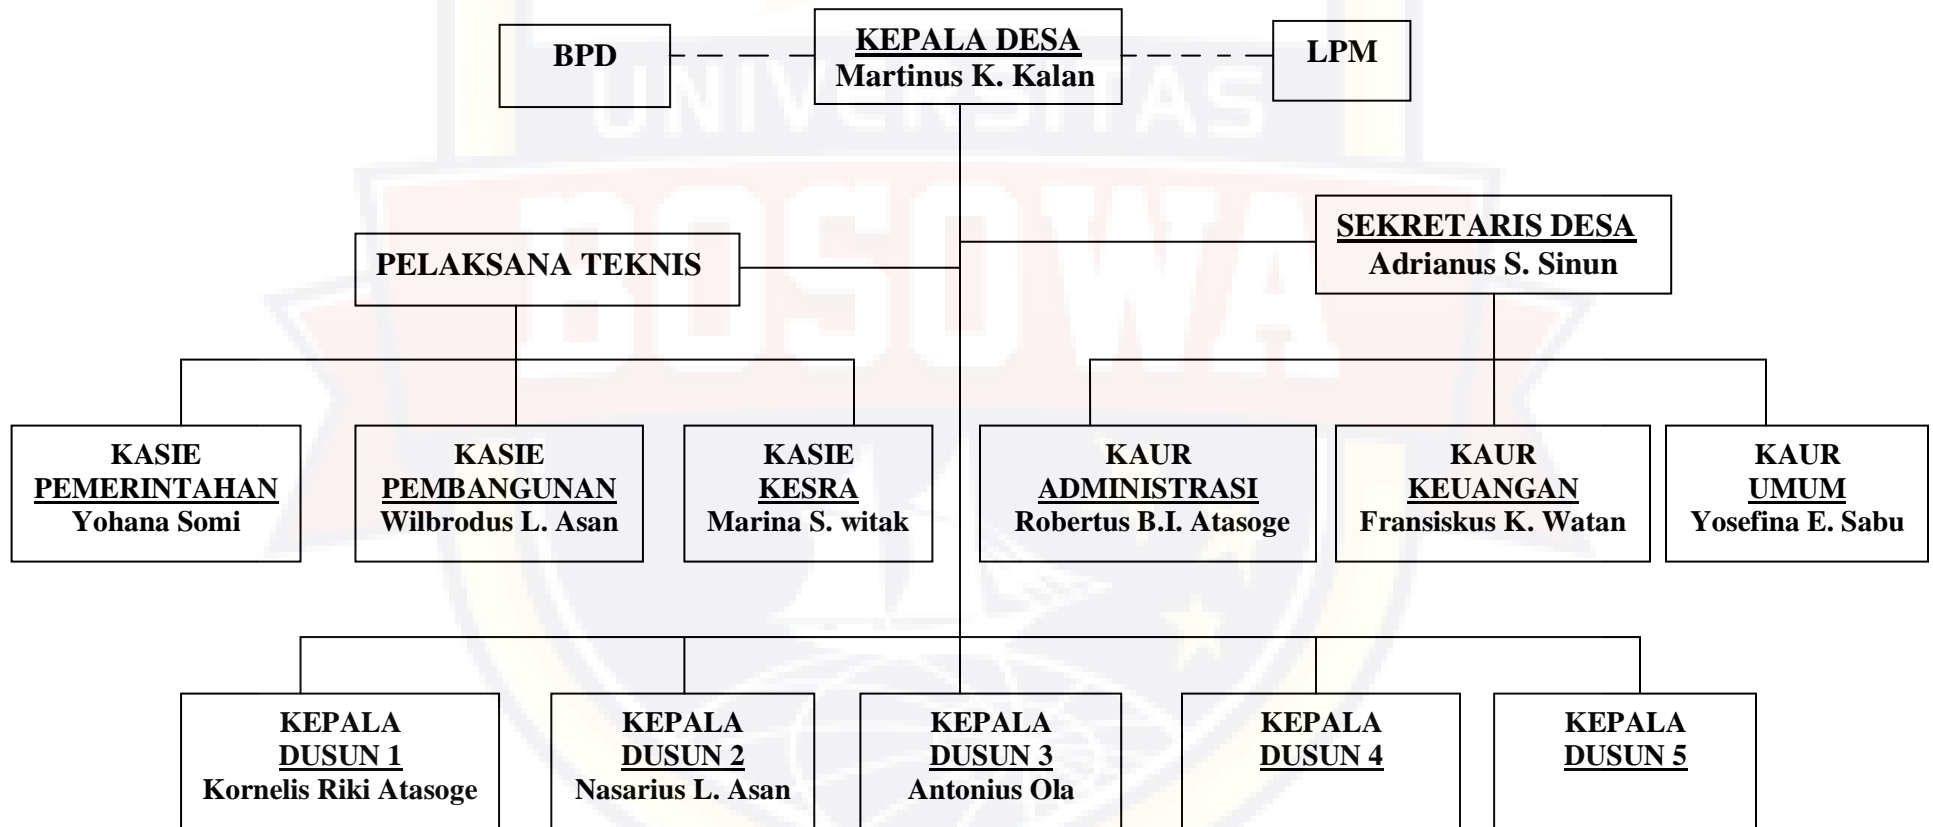 BPD
KEPALA DESA
Martinus K. Kalan
LPM
UNIVERSITAS
BOSOWA
SEKRETARIS DESA
Adrianus S. Sinun
PELAKSANA TEKNIS
KASIE
PEMERINTAHAN
Yohana Somi
KASIE
PEMBANGUNAN
Wilbrodus L. Asan
KASIE
KESRA
Marina S. witak
KAUR
ADMINISTRASI
Robertus B.I. Atasoge
KAUR
KEUANGAN
Fransiskus K. Watan
KAUR
UMUM
Yosefina E. Sabu
KEPALA
DUSUN 1
Kornelis Riki Atasoge
KEPALA
DUSUN 2
Nasarius L. Asan
KEPALA
DUSUN 3
Antonius Ola
KEPALA
DUSUN 4
KEPALA
DUSUN 5